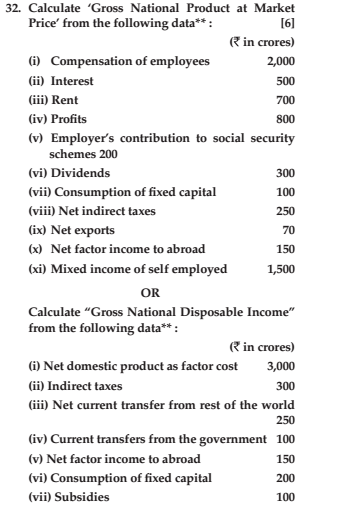 32. Calculate 'Gross National Product at Market
Price' from the following data** : [6]
(₹ in crores)
(i) Compensation of employees 2,000
(ii) Interest 500
(iii) Rent 700
(iv) Profits 800
(v) Employer's contribution to social security
schemes 200
(vi) Dividends 300
(vii) Consumption of fixed capital 100
(viii) Net indirect taxes 250
(ix) Net exports 70
(x) Net factor income to abroad 150
(xi) Mixed income of self employed 1,500
OR
Calculate "Gross National Disposable Income"
from the following data** :
(₹ in crores)
(i) Net domestic product as factor cost 3,000
(ii) Indirect taxes 300
(iii) Net current transfer from rest of the world
250
(iv) Current transfers from the government 100
(v) Net factor income to abroad 150
(vi) Consumption of fixed capital 200
(vii) Subsidies 100